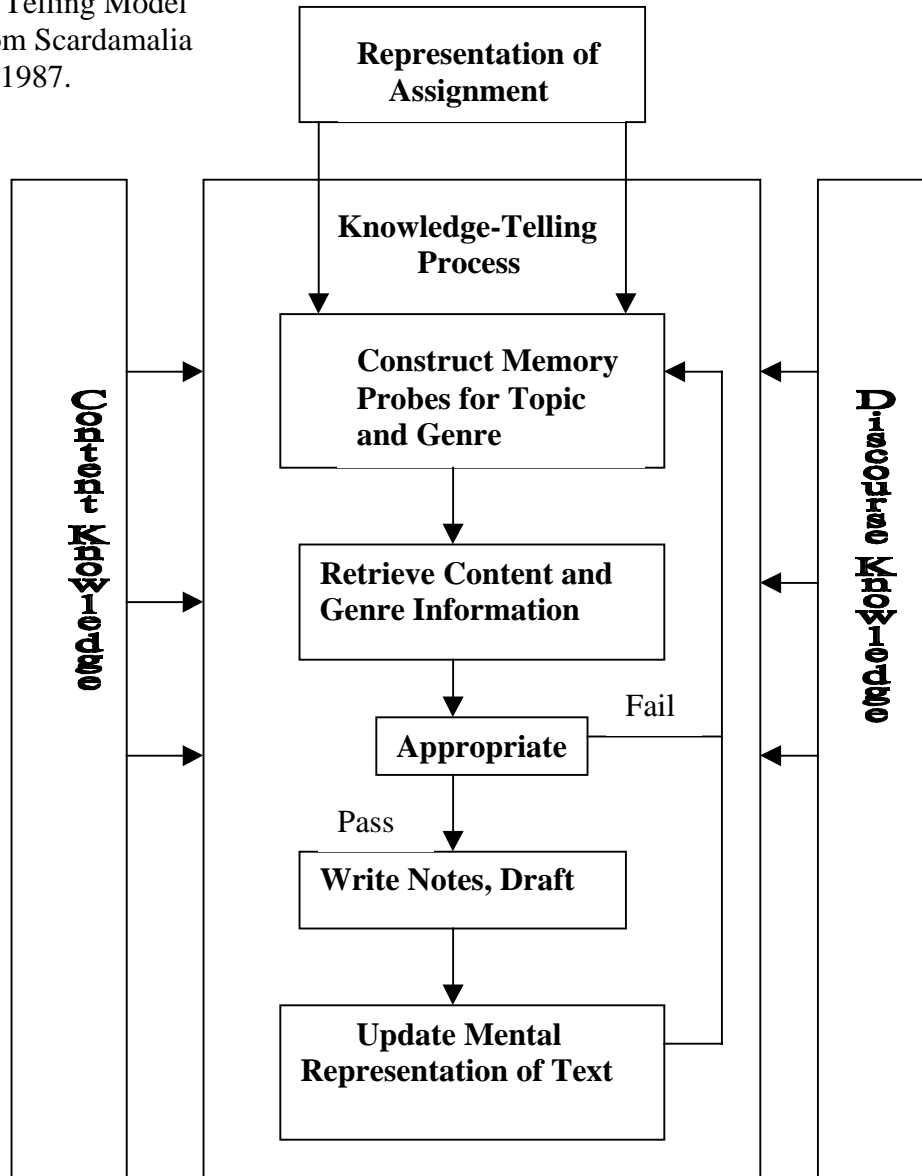 Telling Model
om Scardamalia
1987.
Representation of
Assignment
Knowledge-Telling
Process
Construct Memory
Probes for Topic
and Genre
Content Knowledge
Discourse Knowledge
Retrieve Content and
Genre Information
Fail
Appropriate
Pass
Write Notes, Draft
Update Mental
Representation of Text